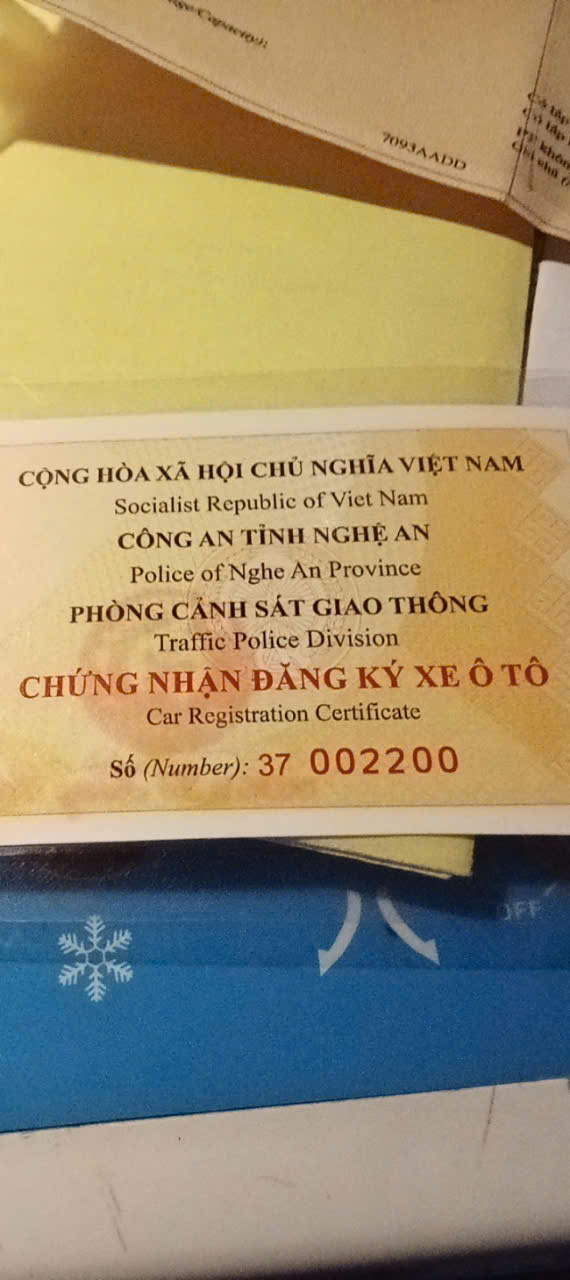 7093AADD
Có tập
CỘNG HÒA XÃ HỘI CHỦ NGHĨA VIỆT NAM
Socialist Republic of Viet Nam
CÔNG AN TỈNH NGHỆ AN
Police of Nghe An Province
PHÒNG CẢNH SÁT GIAO THÔNG
Traffic Police Division
CHỨNG NHẬN ĐĂNG KÝ XE Ô TÔ
Car Registration Certificate
Số (Number): 37 002200
OFF